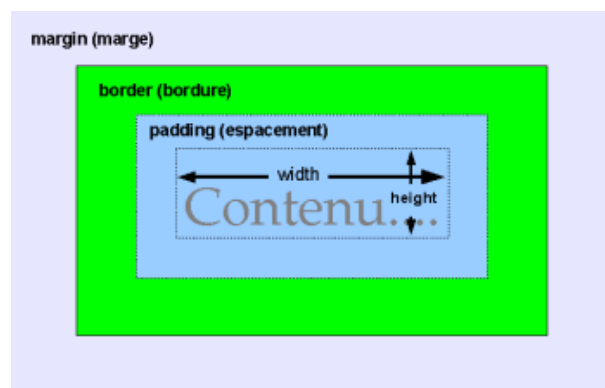 margin (marge)
border (bordure)
padding (espacement)
width
height
Contenu....